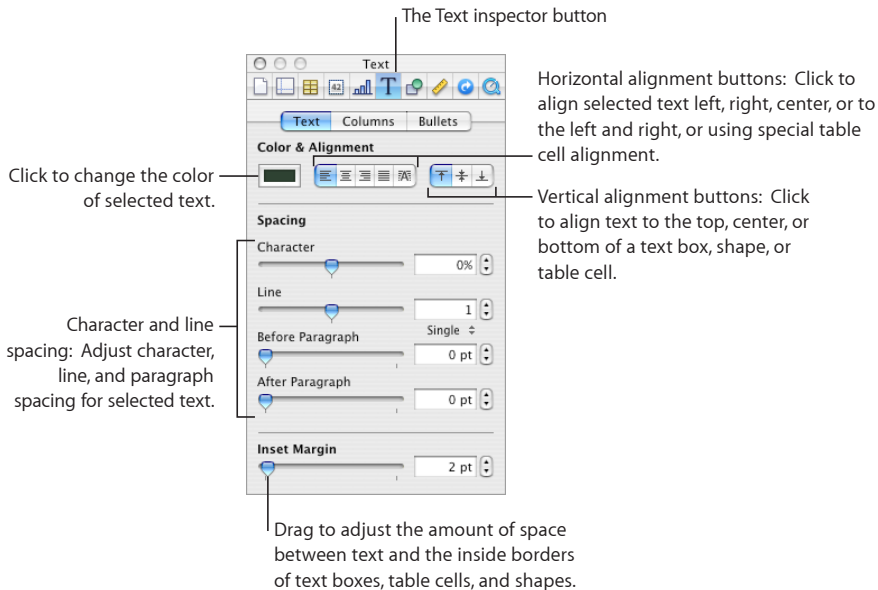 The Text inspector button
Text
42
T
Text Columns Bullets
Color & Alignment
A
Horizontal alignment buttons: Click to
align selected text left, right, center, or to
the left and right, or using special table
cell alignment.
Click to change the color
of selected text.
Vertical alignment buttons: Click
to align text to the top, center, or
bottom of a text box, shape, or
table cell.
Spacing
Character
0%
Line
1
Single
Before Paragraph
0 pt
After Paragraph
0 pt
Character and line
spacing: Adjust character,
line, and paragraph
spacing for selected text.
Inset Margin
2 pt
Drag to adjust the amount of space
between text and the inside borders
of text boxes, table cells, and shapes.